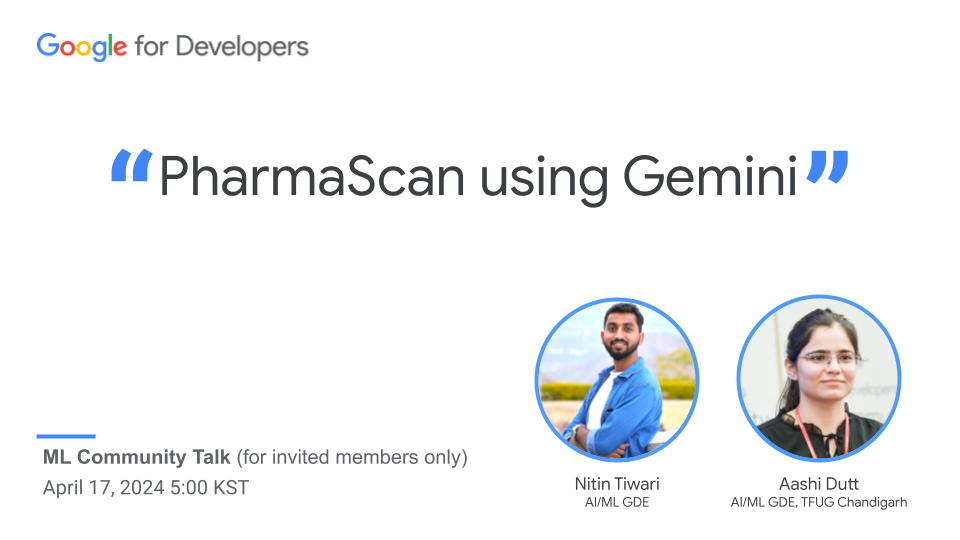 Google for Developers
“PharmaScan using Gemini”
ML Community Talk (for invited members only)
April 17, 2024 5:00 KST
Nitin Tiwari
AI/ML GDE
Aashi Dutt
AI/ML GDE, TFUG Chandigarh